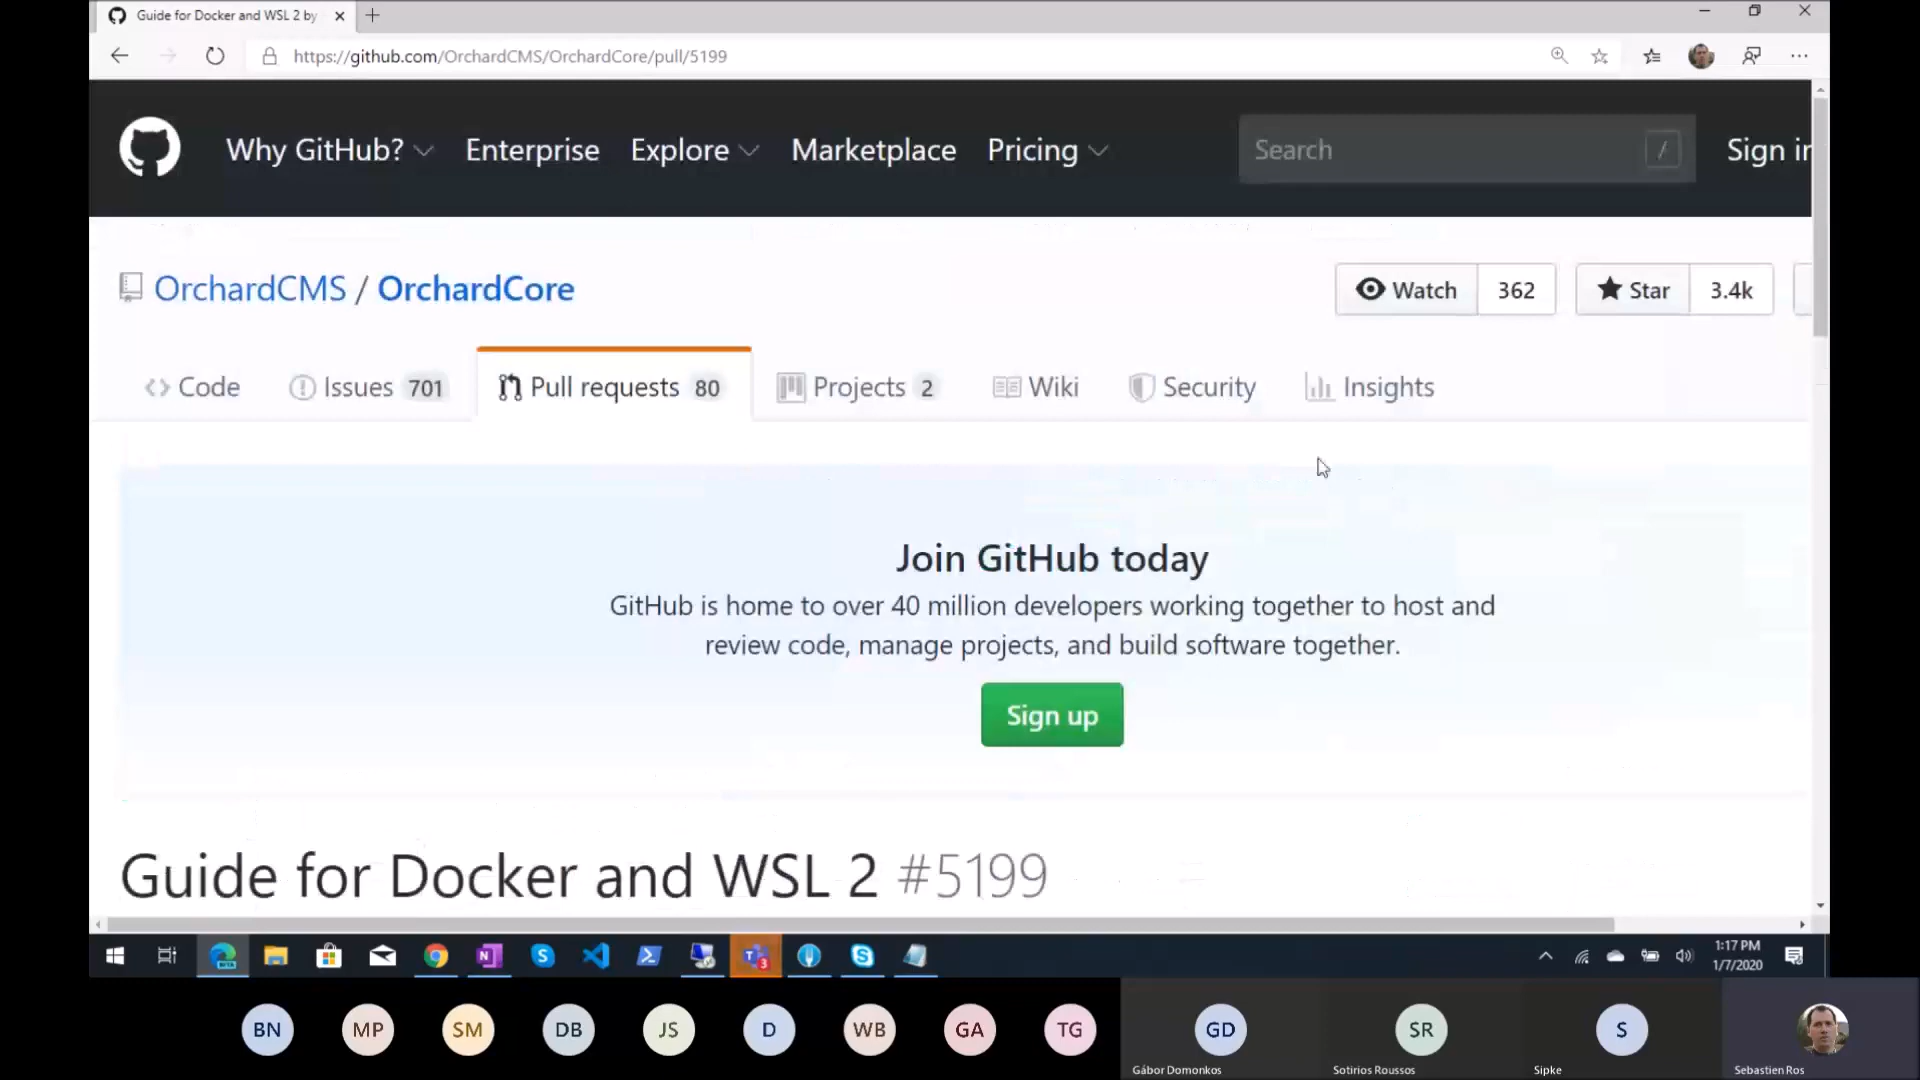 Guide for Docker and WSL 2 by
https://github.com/OrchardCMS/OrchardCore/pull/5199
Why GitHub? Enterprise Explore Marketplace Pricing Search / Sign in
OrchardCMS / OrchardCore Watch 362 Star 3.4k
Code Issues 701 Pull requests 80 Projects 2 Wiki Security Insights
Join GitHub today
GitHub is home to over 40 million developers working together to host and
review code, manage projects, and build software together.
Sign up
Guide for Docker and WSL 2 #5199
1:17 PM
1/7/2020
BN MP SM DB JS D WB GA TG GD SR S
Gábor Domonkos Sotirios Roussos Sipke Sebastien Ros